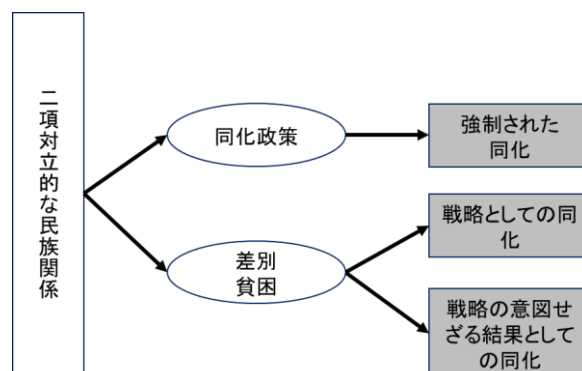 二項対立的な民族関係
同化政策
強制された
同化
差別
貧困
戦略としての同
化
戦略の意図せ
ざる結果として
の同化